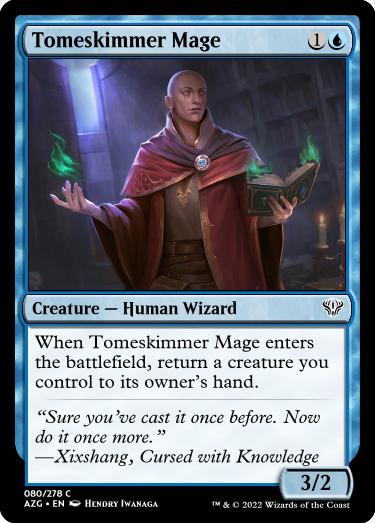 Tomeskimmer Mage 1
Creature — Human Wizard
When Tomeskimmer Mage enters
the battlefield, return a creature you
control to its owner's hand.
“Sure you've cast it once before. Now
do it once more.”
—Xixshang, Cursed with Knowledge
3/2
080/278 C
AZG • EN Hendry Iwanaga
™ & © 2022 Wizards of the Coast